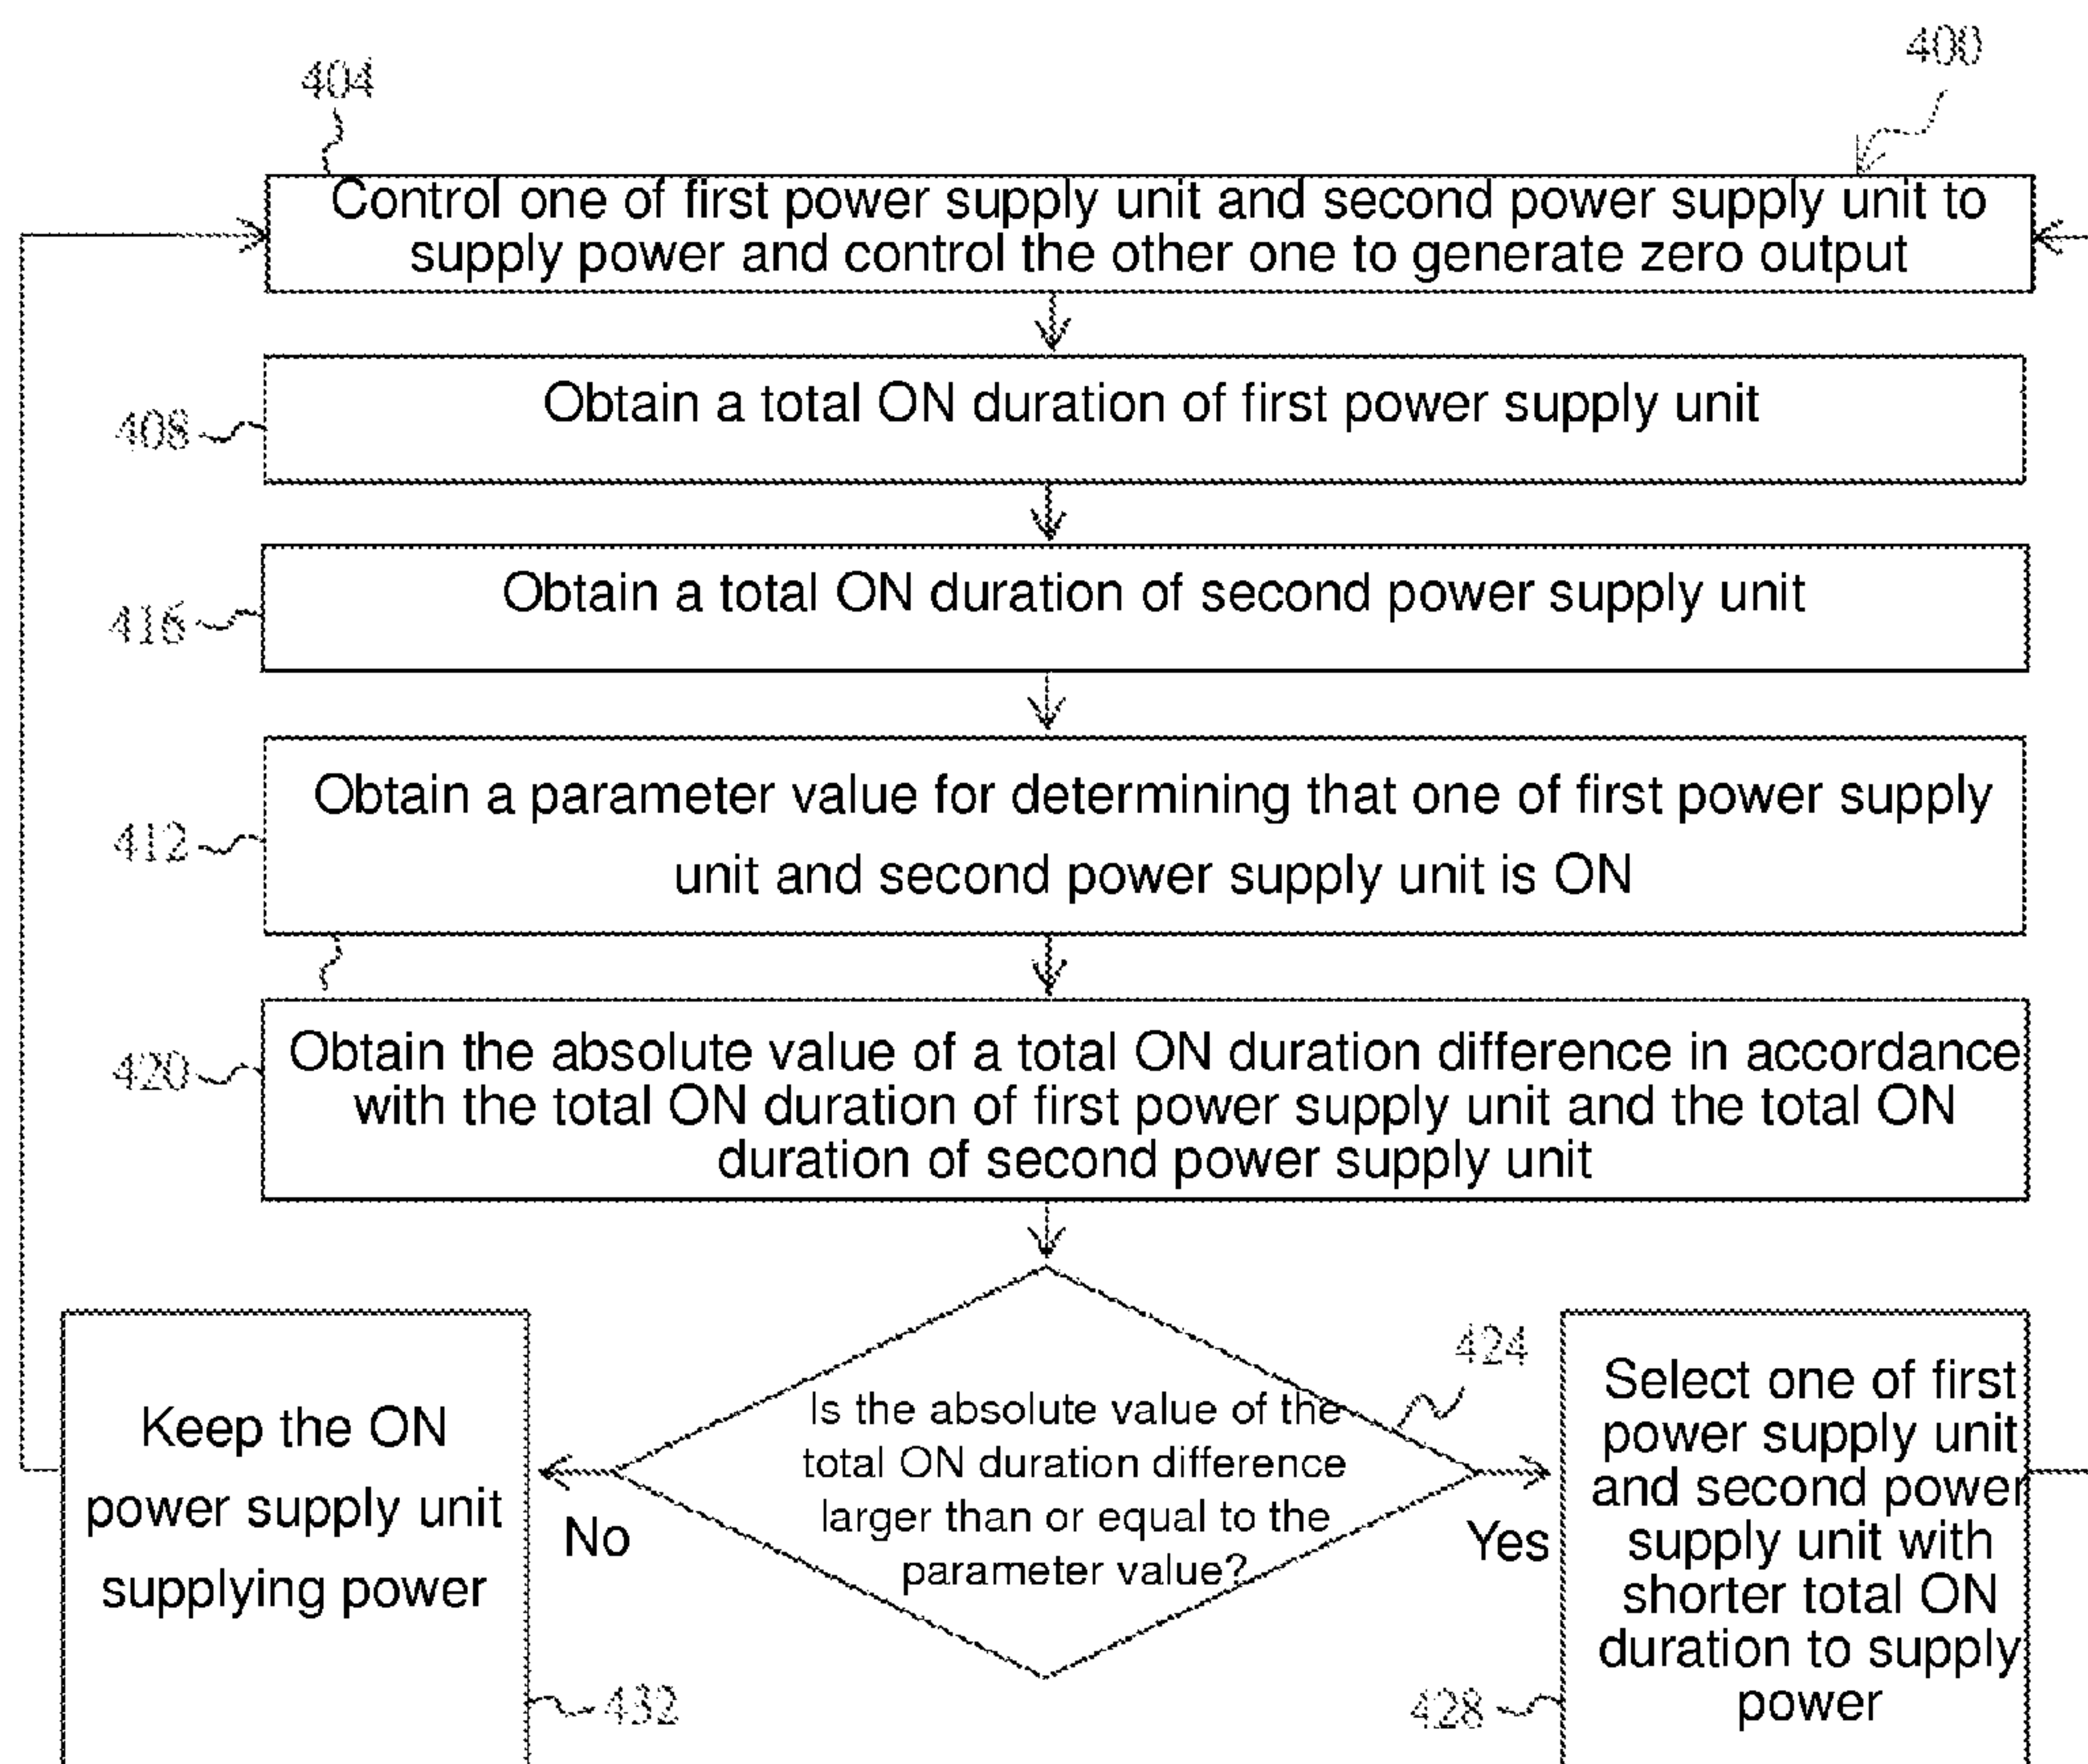 400
404
Control one of first power supply unit and second power supply unit to
supply power and control the other one to generate zero output
408
Obtain a total ON duration of first power supply unit
416
Obtain a total ON duration of second power supply unit
412
Obtain a parameter value for determining that one of first power supply
unit and second power supply unit is ON
420
Obtain the absolute value of a total ON duration difference in accordance
with the total ON duration of first power supply unit and the total ON
duration of second power supply unit
424
Is the absolute value of the
total ON duration difference
larger than or equal to the
parameter value?
No
Yes
Keep the ON
power supply unit
supplying power
432
Select one of first
power supply unit
and second power
supply unit with
shorter total ON
duration to supply
power
428